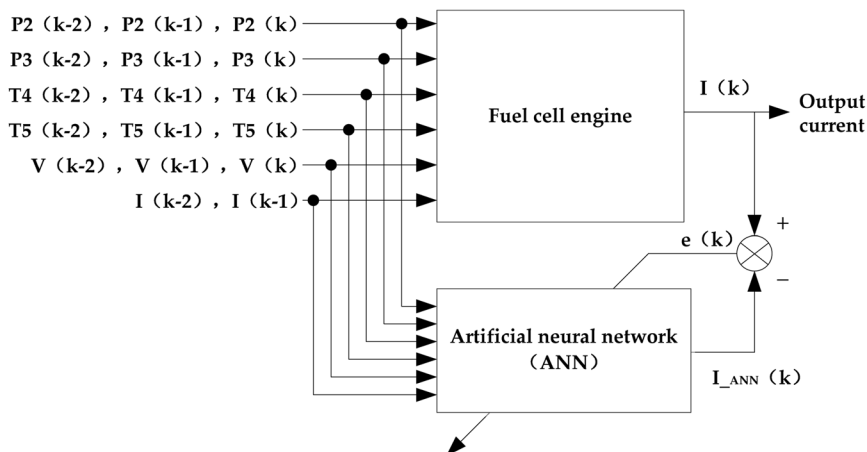 P2（k-2），P2（k-1），P2（k）
P3（k-2），P3（k-1），P3（k）
T4（k-2），T4（k-1），T4（k）
T5（k-2），T5（k-1），T5（k）
V（k-2），V（k-1），V（k）
I（k-2），I（k-1）
Fuel cell engine
I（k）
Output
current
+
e（k）
−
Artificial neural network
（ANN）
I_ANN（k）